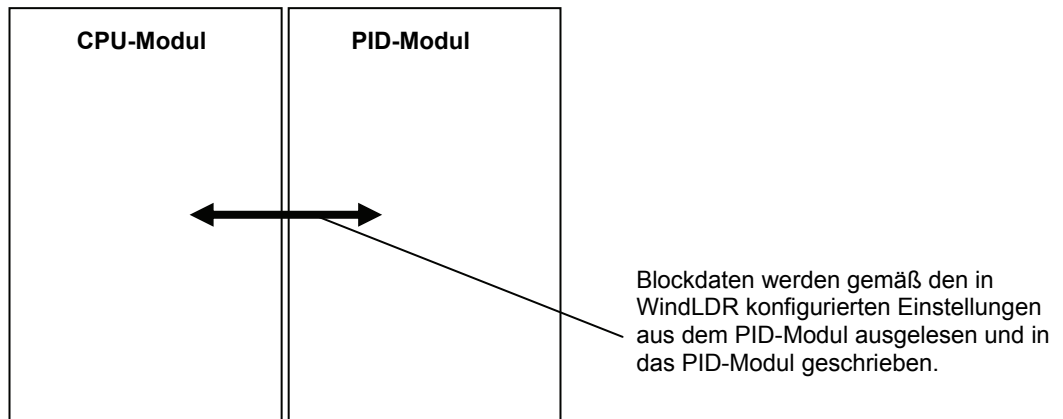 CPU-Modul
PID-Modul
Blockdaten werden gemäß den in
WindLDR konfigurierten Einstellungen
aus dem PID-Modul ausgelesen und in
das PID-Modul geschrieben.